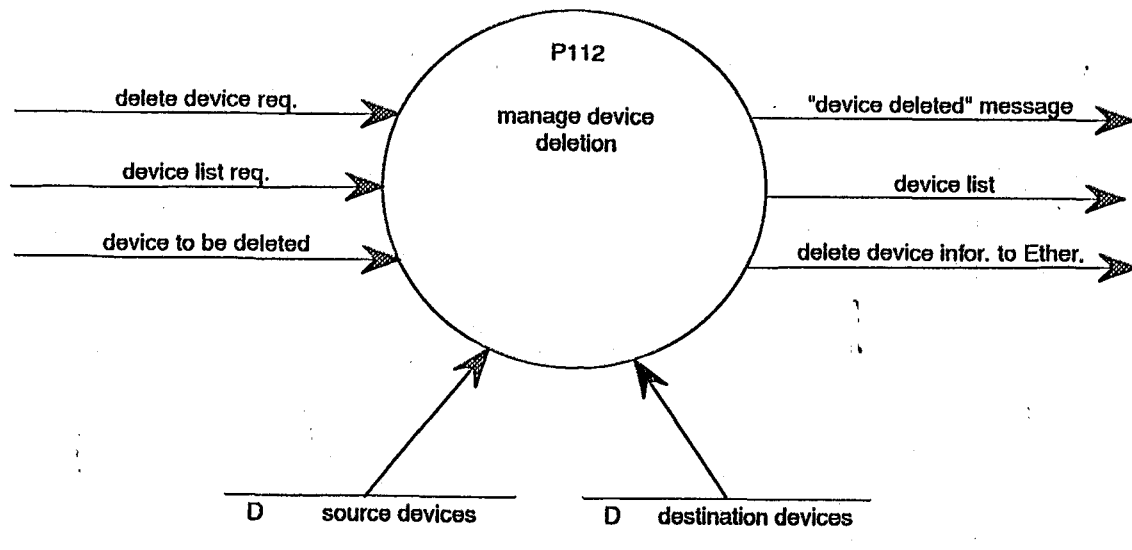 P112
manage device
deletion
delete device req.
device list req.
device to be deleted
"device deleted" message
device list
delete device infor. to Ether.
D source devices
D destination devices